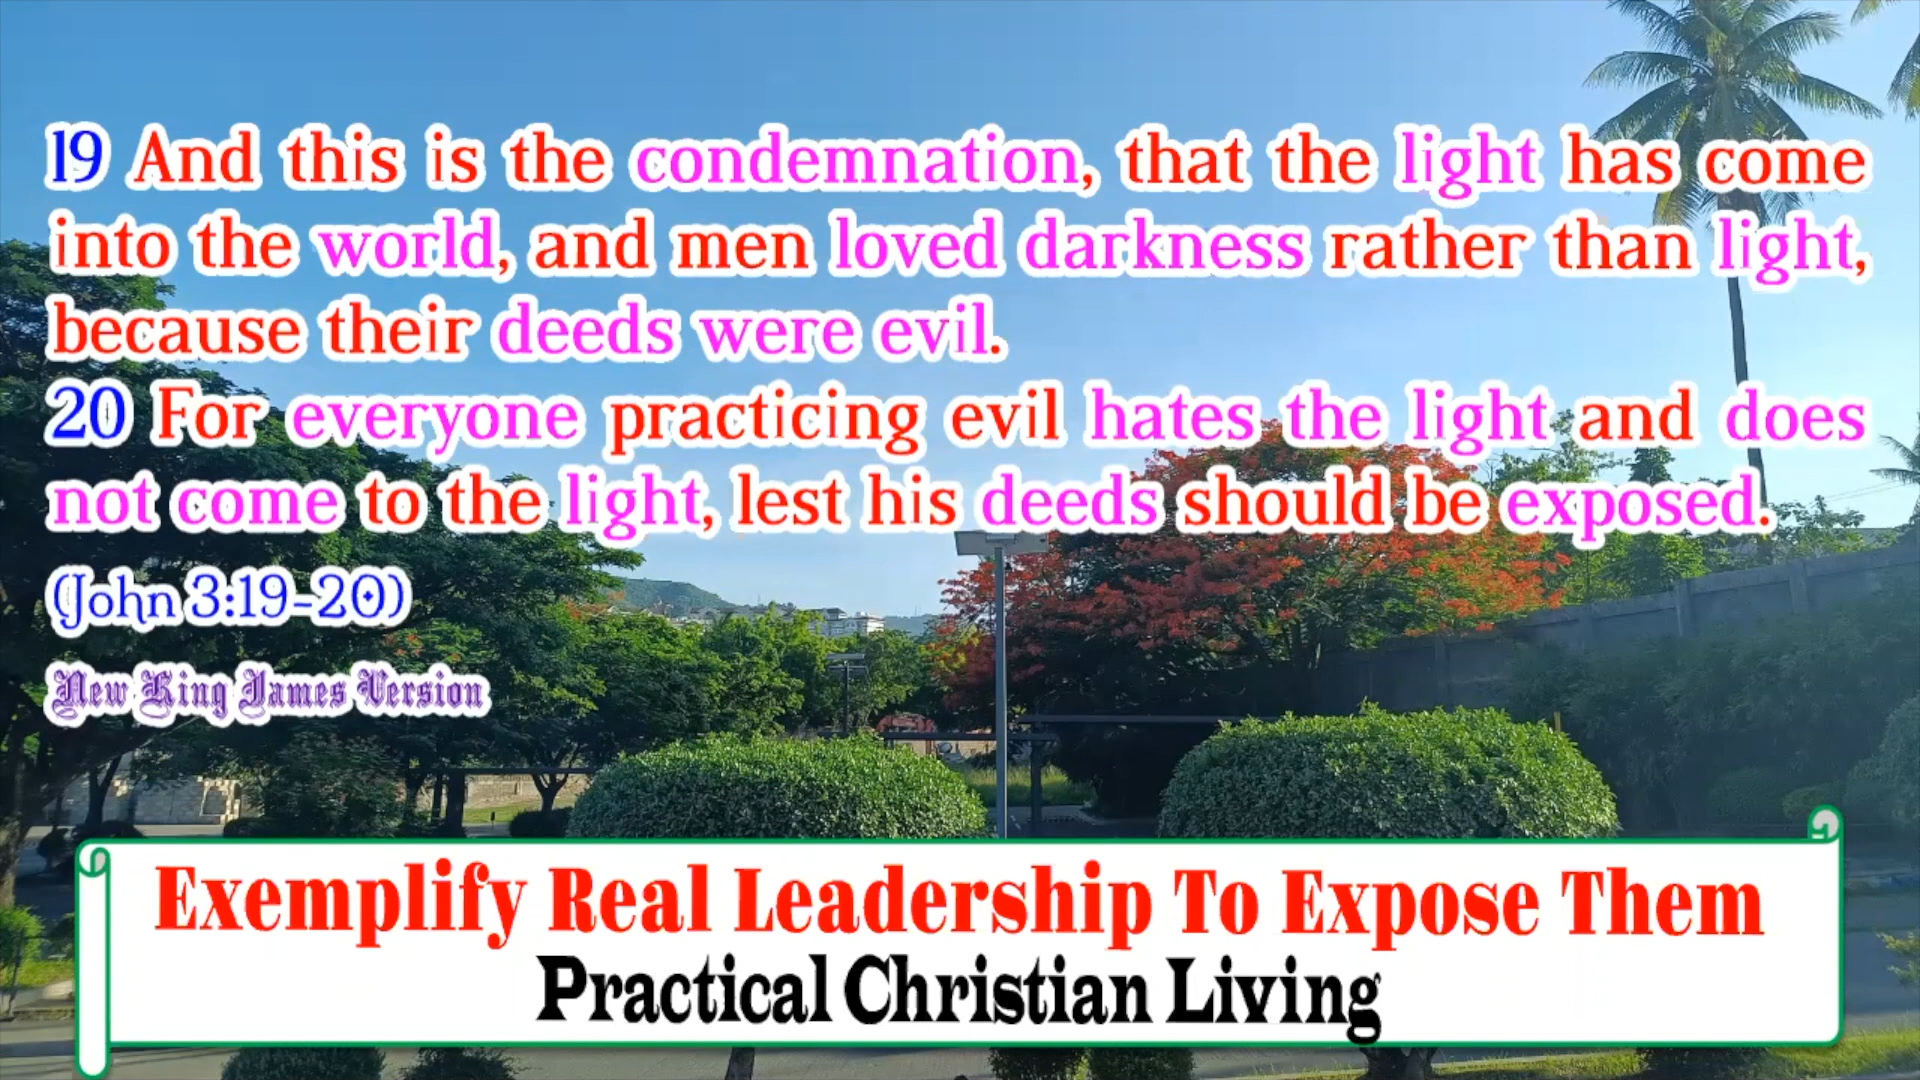 19 And this is the condemnation, that the light has come
into the world, and men loved darkness rather than light,
because their deeds were evil.
20 For everyone practicing evil hates the light and does
not come to the light, lest his deeds should be exposed.
(John 3:19-20)
New King James Version
Exemplify Real Leadership To Expose Them
Practical Christian Living